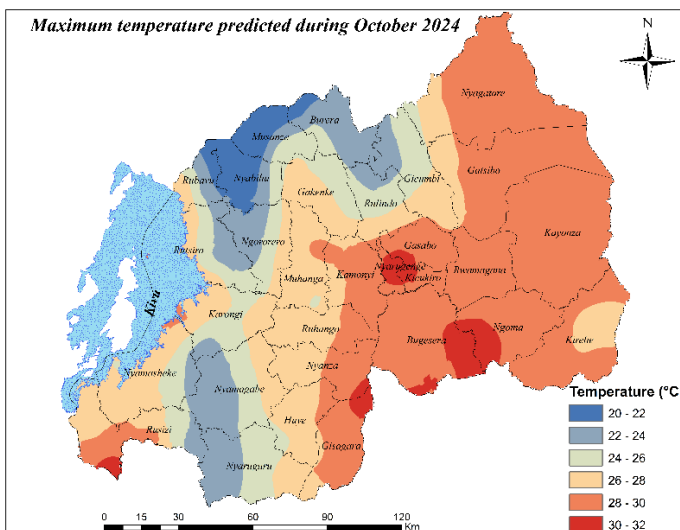 Maximum temperature predicted during October 2024
N
Nyagatare
Burera
Musanze
Rubavu
Nyabihu
Gakenke
Gicumbi
Gatsibo
Rulindo
Rutsiro
Ngororero
Gasabo
Kayonza
Nyarugenge
Kicukiro
Rwamagana
Muhanga
Kamonyi
Kivu
Karongi
Ruhango
Bugesera
Ngoma
Kirehe
Nyamasheke
Nyamagabe
Nyanza
Huye
Gisagara
Rusizi
Nyaruguru
Temperature (°C
20 - 22
22 - 24
24 - 26
26 - 28
28 - 30
30 - 32
0 30 60 90 120
Km